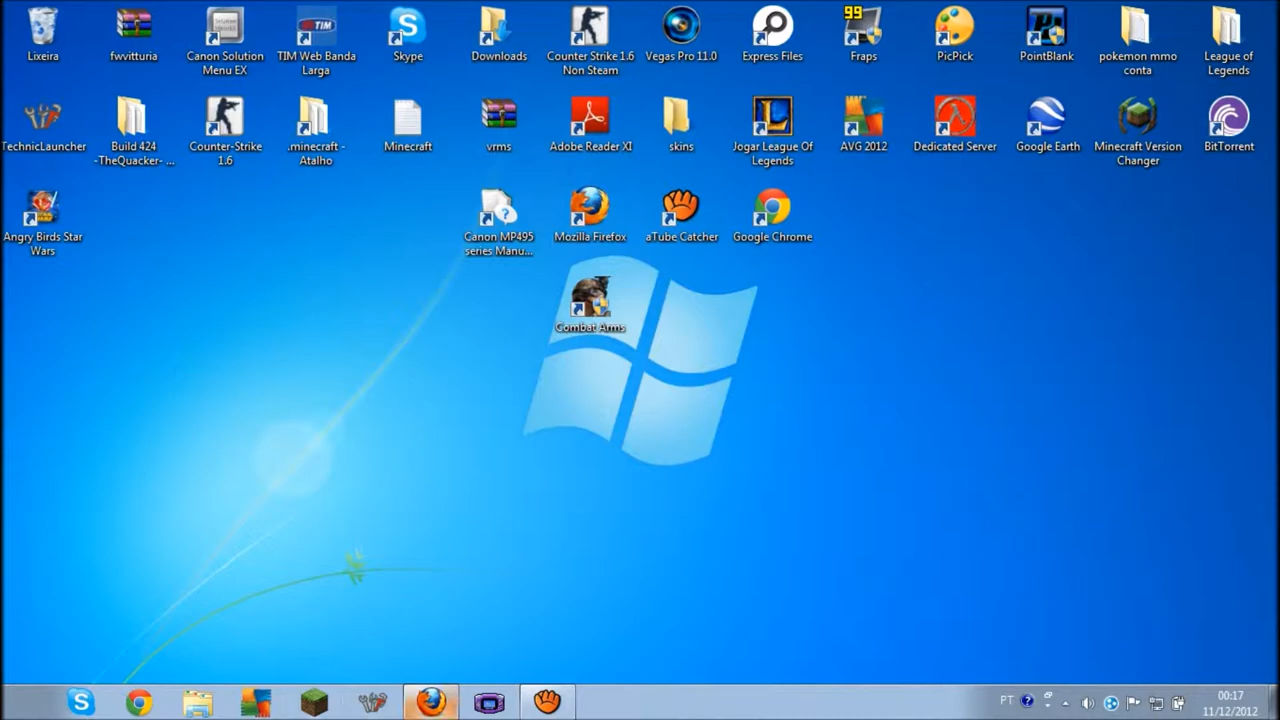 Lixeira
fwvitturia
Canon Solution
Menu EX
TIM
TIM Web Banda
Larga
Skype
Downloads
Counter Strike 1.6
Non Steam
Vegas Pro 11.0
Express Files
99
Fraps
PicPick
PointBlank
pokemon mmo
conta
League of
Legends
TechnicLauncher
Build 424
-TheQuacker- ...
Counter-Strike
1.6
.minecraft -
Atalho
Minecraft
vrms
Adobe Reader XI
skins
Jogar League Of
Legends
AVG 2012
Dedicated Server
Google Earth
Minecraft Version
Changer
BitTorrent
Angry Birds Star
Wars
Canon MP495
series Manu...
Mozilla Firefox
aTube Catcher
Google Chrome
Combat Arms
PT
00:17
11/12/2012